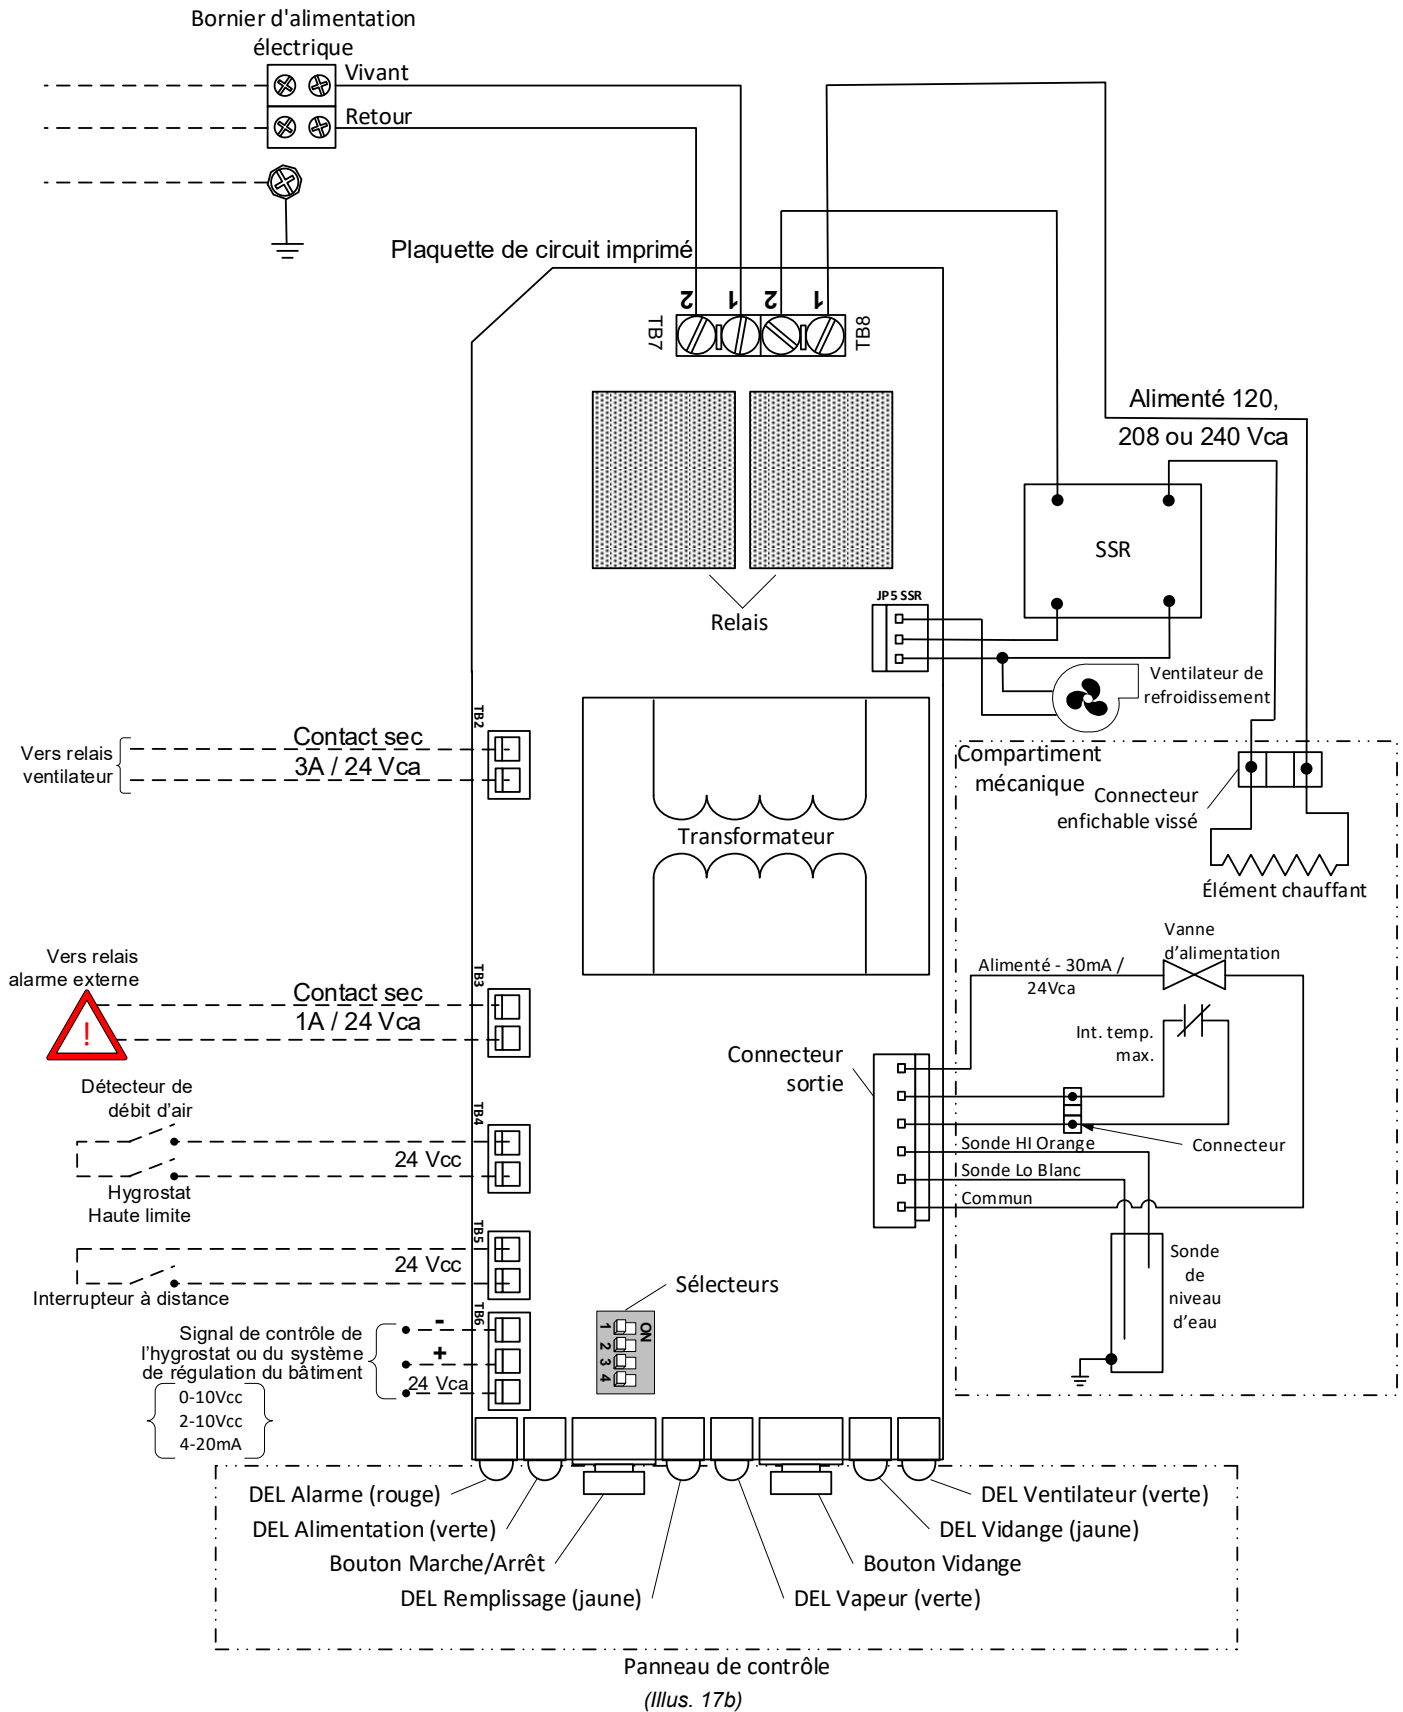 Bornier d'alimentation
électrique
Vivant
Retour
Plaquette de circuit imprimé
2
1
2
1
TB7
TB8
Alimenté 120,
208 ou 240 Vca
SSR
Relais
JP5 SSR
Ventilateur de
refroidissement
TB2
Contact sec
3A / 24 Vca
Vers relais
ventilateur
Compartiment
mécanique
Connecteur
enfichable vissé
Transformateur
Élément chauffant
Vers relais
alarme externe
!
TB3
Contact sec
1A / 24 Vca
Vanne
d'alimentation
Alimenté - 30mA /
24Vca
Int. temp.
max.
Connecteur
sortie
Détecteur de
débit d'air
TB4
24 Vcc
Hygrostat
Haute limite
Sonde HI Orange
Connecteur
Sonde Lo Blanc
Commun
TB5
24 Vcc
Interrupteur à distance
Sonde
de
niveau
d'eau
Sélecteurs
ON
1
2
3
4
TB6
-
+
24 Vca
Signal de contrôle de
l'hygrostat ou du système
de régulation du bâtiment
0-10Vcc
2-10Vcc
4-20mA
DEL Alarme (rouge)
DEL Ventilateur (verte)
DEL Alimentation (verte)
DEL Vidange (jaune)
Bouton Marche/Arrêt
Bouton Vidange
DEL Remplissage (jaune)
DEL Vapeur (verte)
Panneau de contrôle
(Illus. 17b)